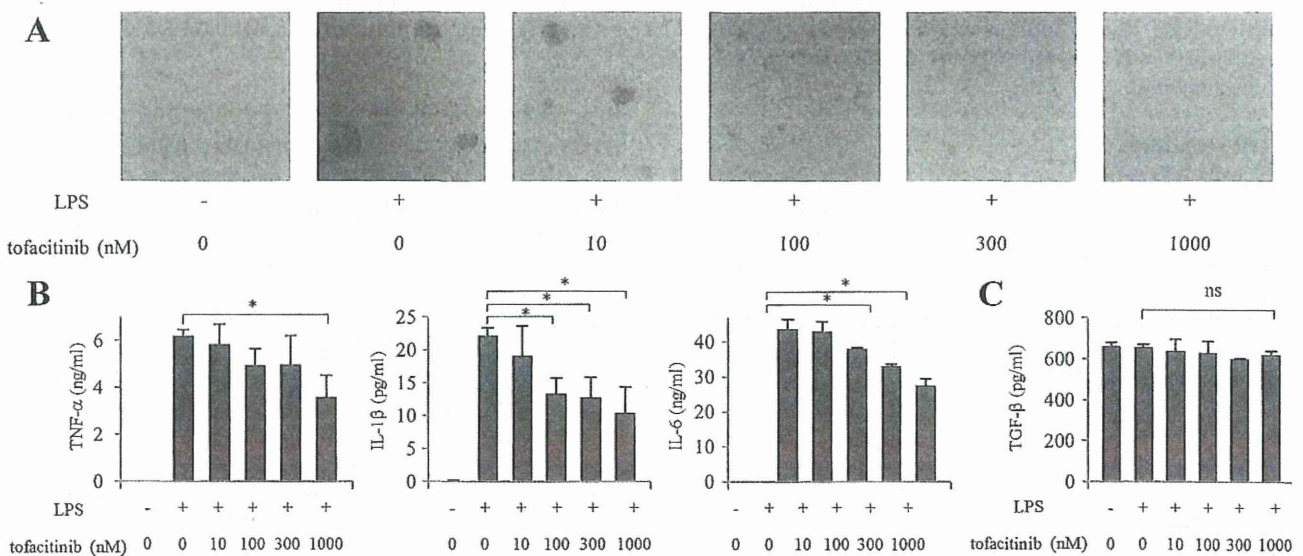 A
LPS - + + + + +
tofacitinib (nM) 0 0 10 100 300 1000
B
TNF-α (ng/ml)
6
4
2
0
*
LPS - + + + + +
tofacitinib (nM) 0 0 10 100 300 1000
IL-1β (pg/ml)
25
20
15
10
5
0
*
*
*
- + + + + +
0 0 10 100 300 1000
IL-6 (ng/ml)
40
30
20
10
0
*
*
- + + + + +
0 0 10 100 300 1000
C
TGF-β (pg/ml)
800
600
400
200
0
ns
LPS - + + + + +
tofacitinib (nM) 0 0 10 100 300 1000